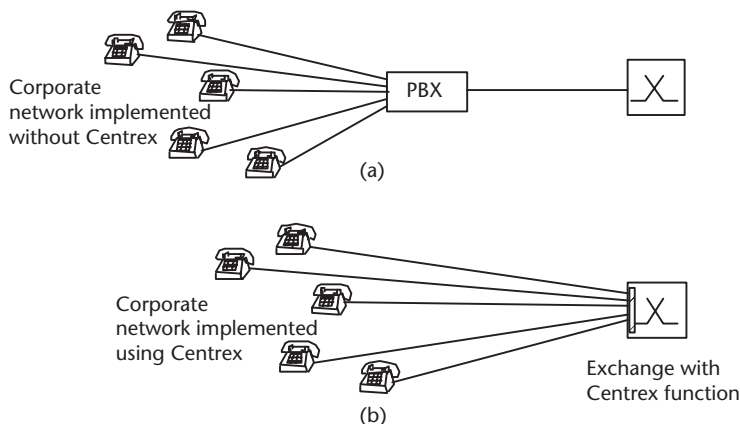 Corporate
network implemented
without Centrex
PBX
(a)
Corporate
network implemented
using Centrex
Exchange with
Centrex function
(b)